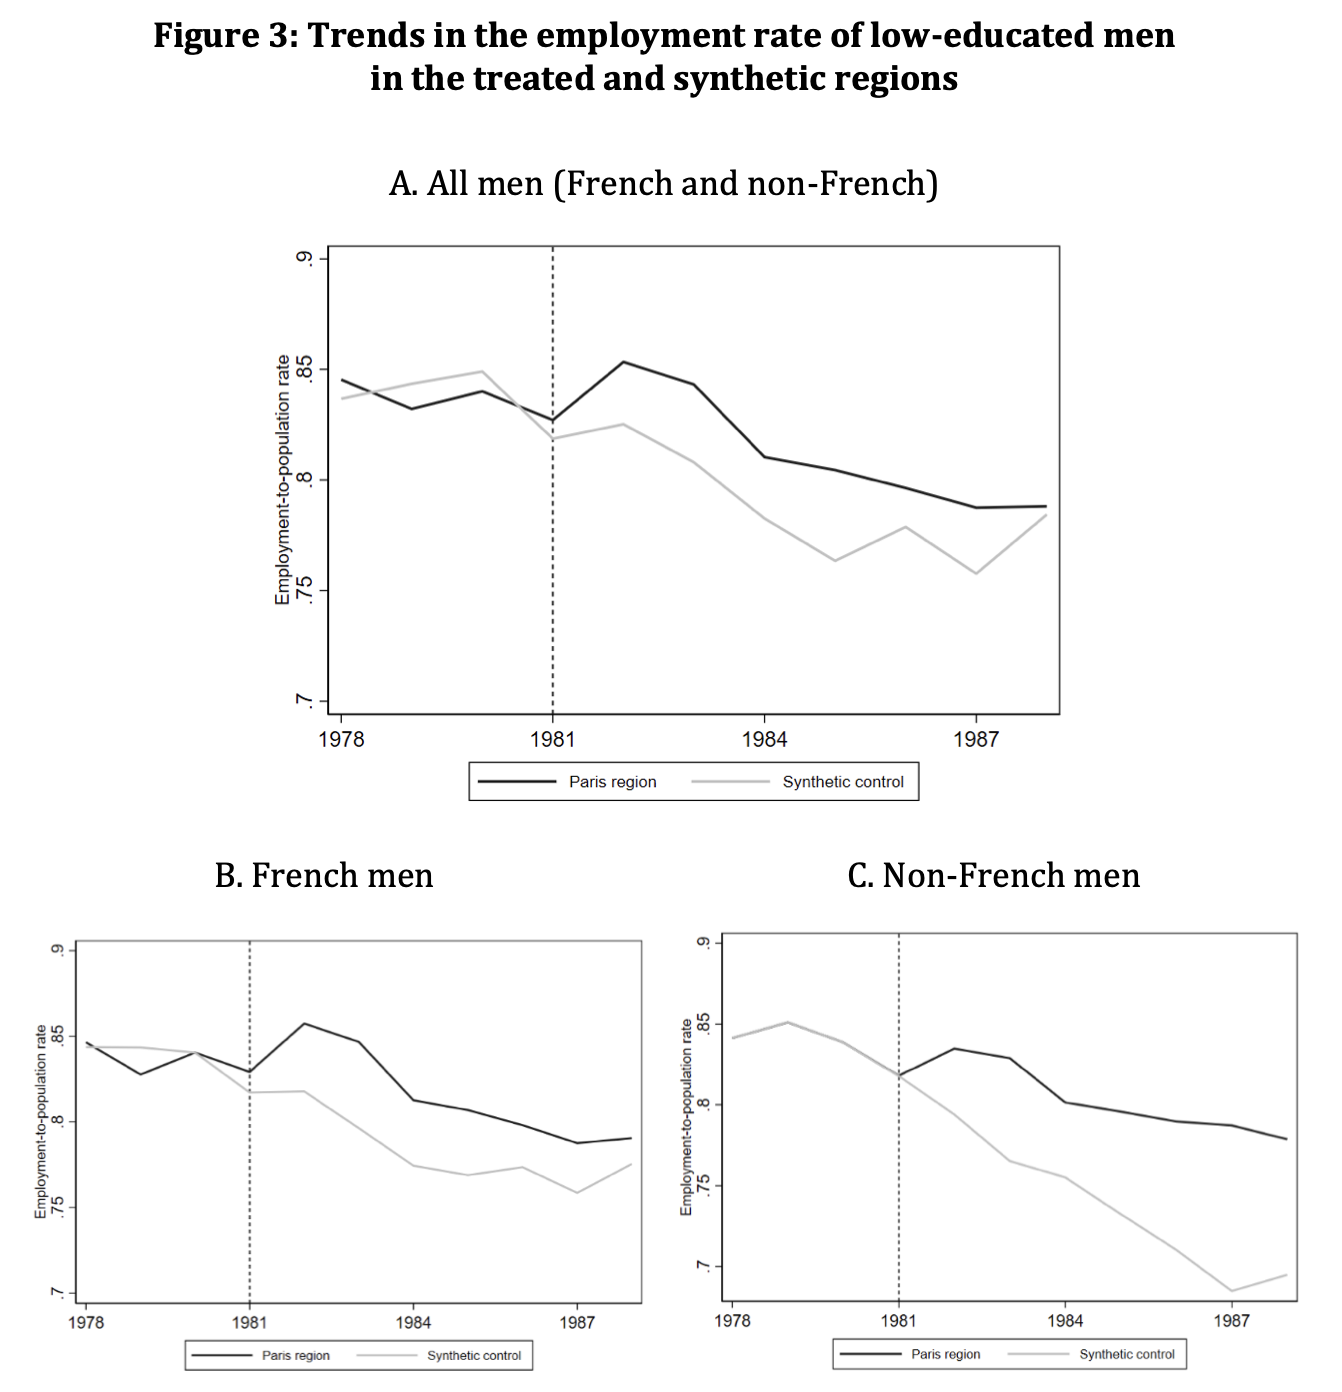 Figure 3: Trends in the employment rate of low-educated men
in the treated and synthetic regions
A. All men (French and non-French)
Employment-to-population rate
.9
.85
.8
.75
.7
1978 1981 1984 1987
Paris region Synthetic control
B. French men
Employment-to-population rate
.9
.85
.8
.75
.7
1978 1981 1984 1987
Paris region Synthetic control
C. Non-French men
Employment-to-population rate
.9
.85
.8
.75
.7
1978 1981 1984 1987
Paris region Synthetic control